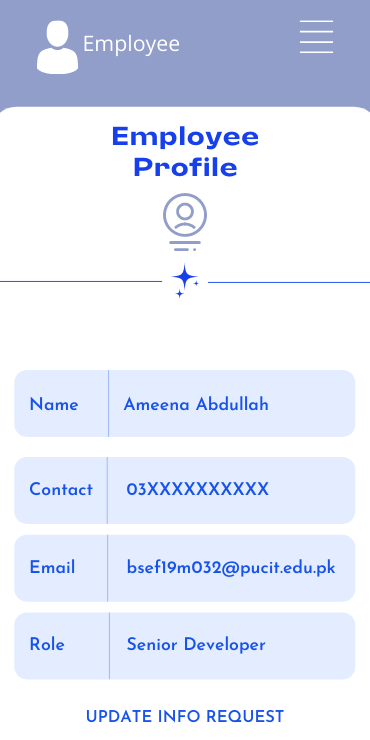 Employee
Employee
Profile
Name Ameena Abdullah
Contact 03XXXXXXXXXX
Email bsef19m032@pucit.edu.pk
Role Senior Developer
UPDATE INFO REQUEST